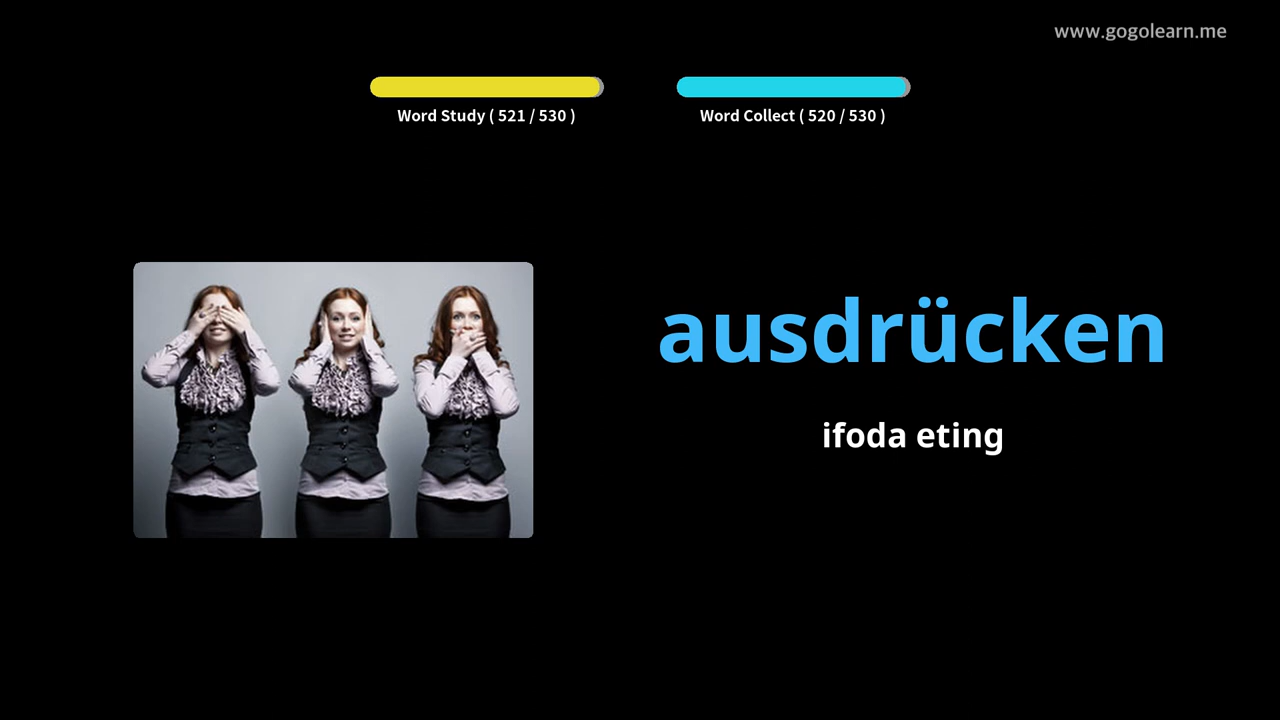 www.gogolearn.me
Word Study ( 521 / 530 )
Word Collect ( 520 / 530 )
ausdrücken
ifoda eting